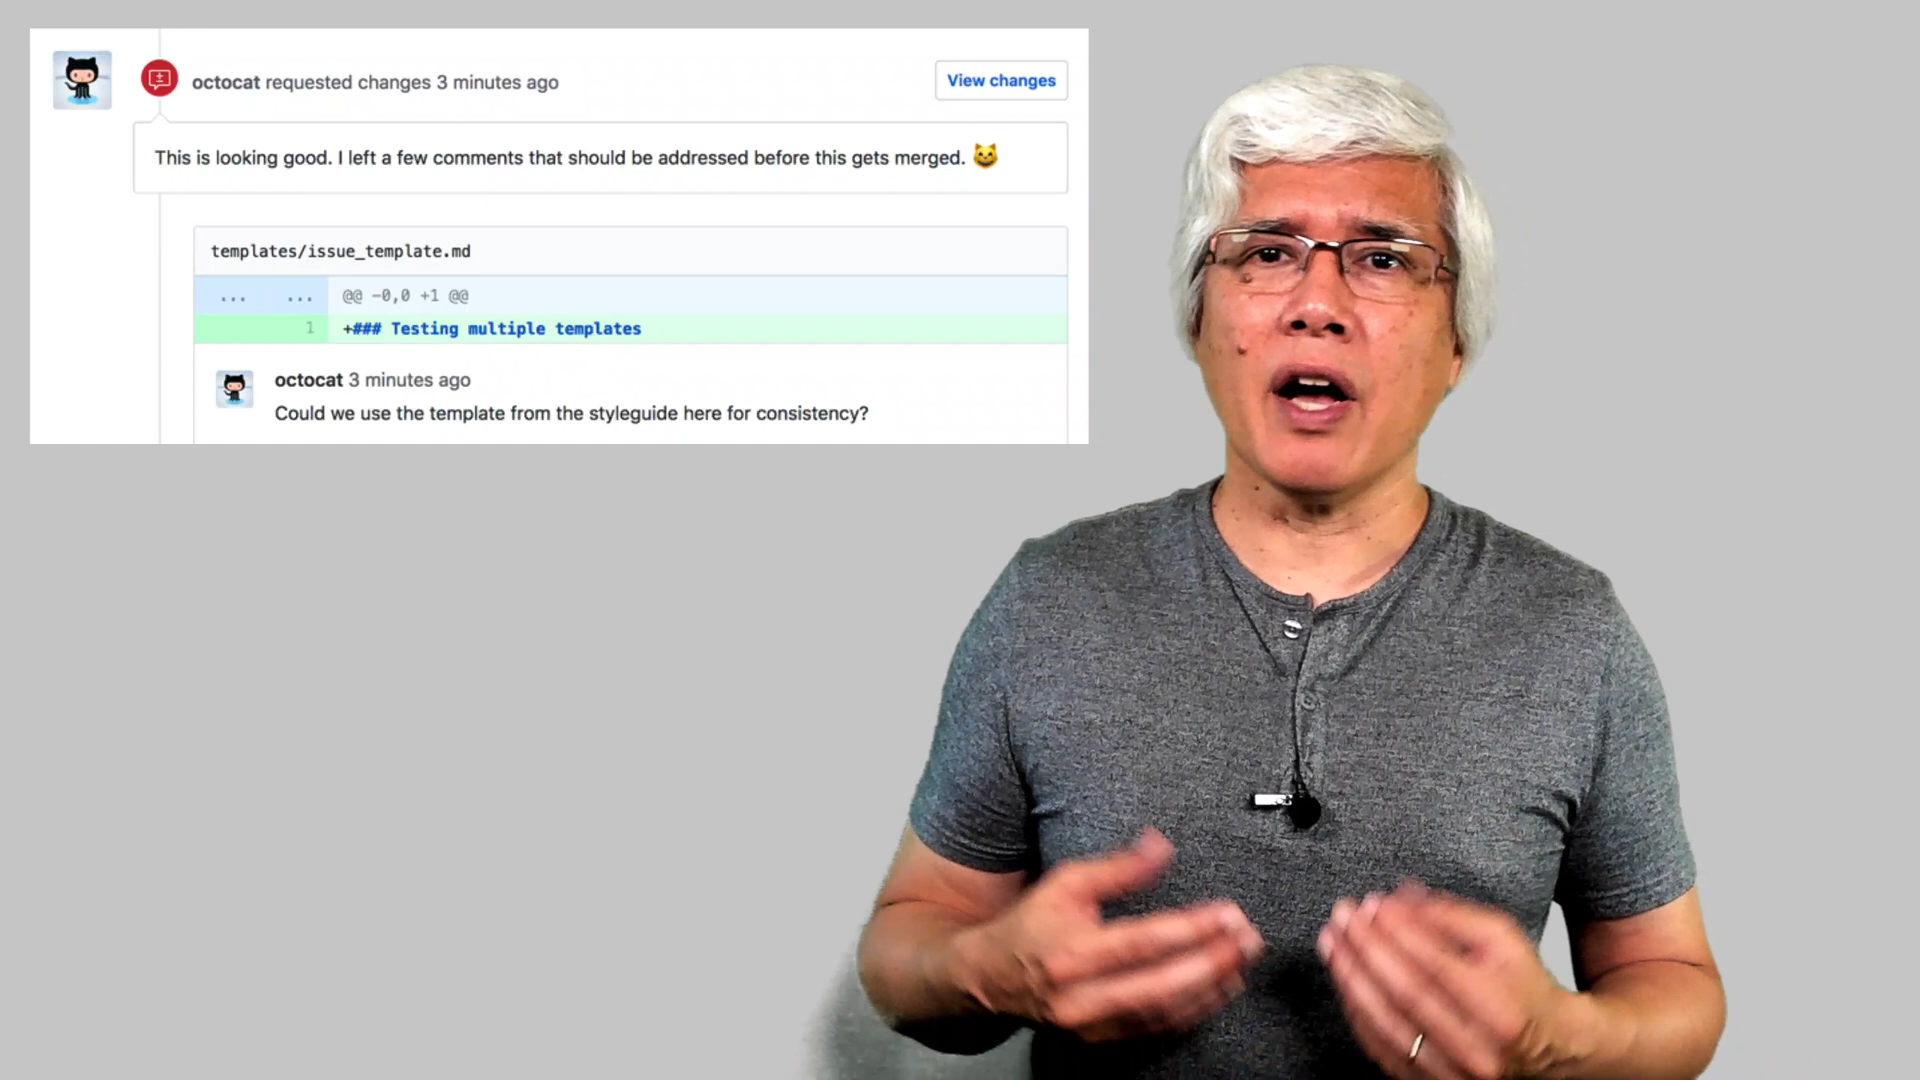 octocat requested changes 3 minutes ago
View changes
This is looking good. I left a few comments that should be addressed before this gets merged. 😺
templates/issue_template.md
... ... @@ -0,0 +1 @@
1 +### Testing multiple templates
octocat 3 minutes ago
Could we use the template from the styleguide here for consistency?